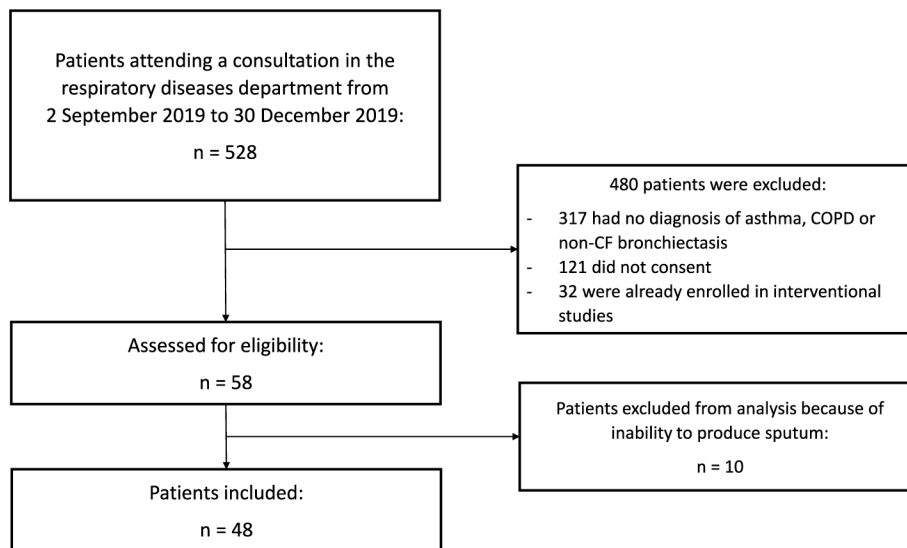 Patients attending a consultation in the
respiratory diseases department from
2 September 2019 to 30 December 2019:
n = 528
480 patients were excluded:
- 317 had no diagnosis of asthma, COPD or
non-CF bronchiectasis
- 121 did not consent
- 32 were already enrolled in interventional
studies
Assessed for eligibility:
n = 58
Patients excluded from analysis because of
inability to produce sputum:
n = 10
Patients included:
n = 48